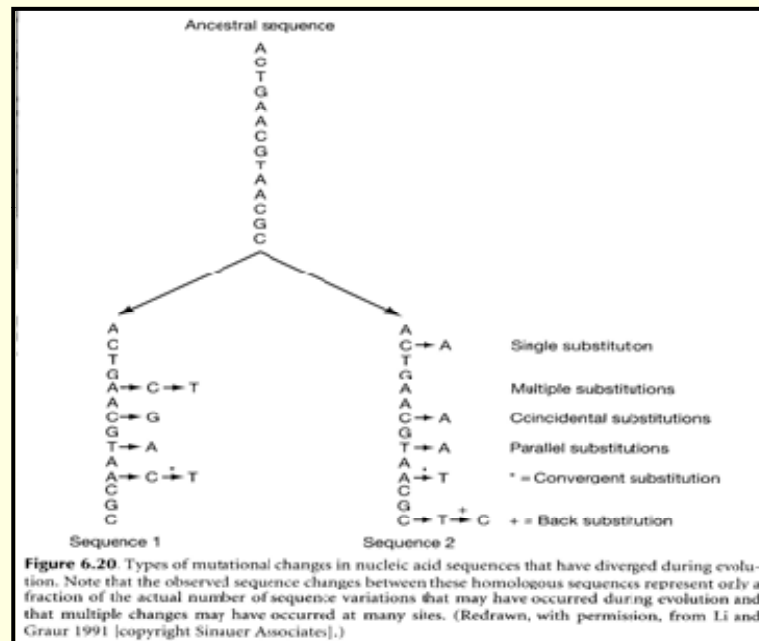 Ancestral sequence
A
C
T
G
A
A
C
G
T
A
A
C
G
C
A
C
T
G
A → C → T
A
C → G
G
T → A
A
*
A → C → T
C
G
C
Sequence 1
A
C → A
T
G
A
A
C → A
G
T → A
A
*
A → T
C
G
+
C → T → C
Sequence 2
Single substitution
Multiple substitutions
Coincidental substitutions
Parallel substitutions
* = Convergent substitution
+ = Back substitution
Figure 6.20. Types of mutational changes in nucleic acid sequences that have diverged during evolu-
tion. Note that the observed sequence changes between these homologous sequences represent only a
fraction of the actual number of sequence variations that may have occurred during evolution and
that multiple changes may have occurred at many sites. (Redrawn, with permission, from Li and
Graur 1991 [copyright Sinauer Associates].)